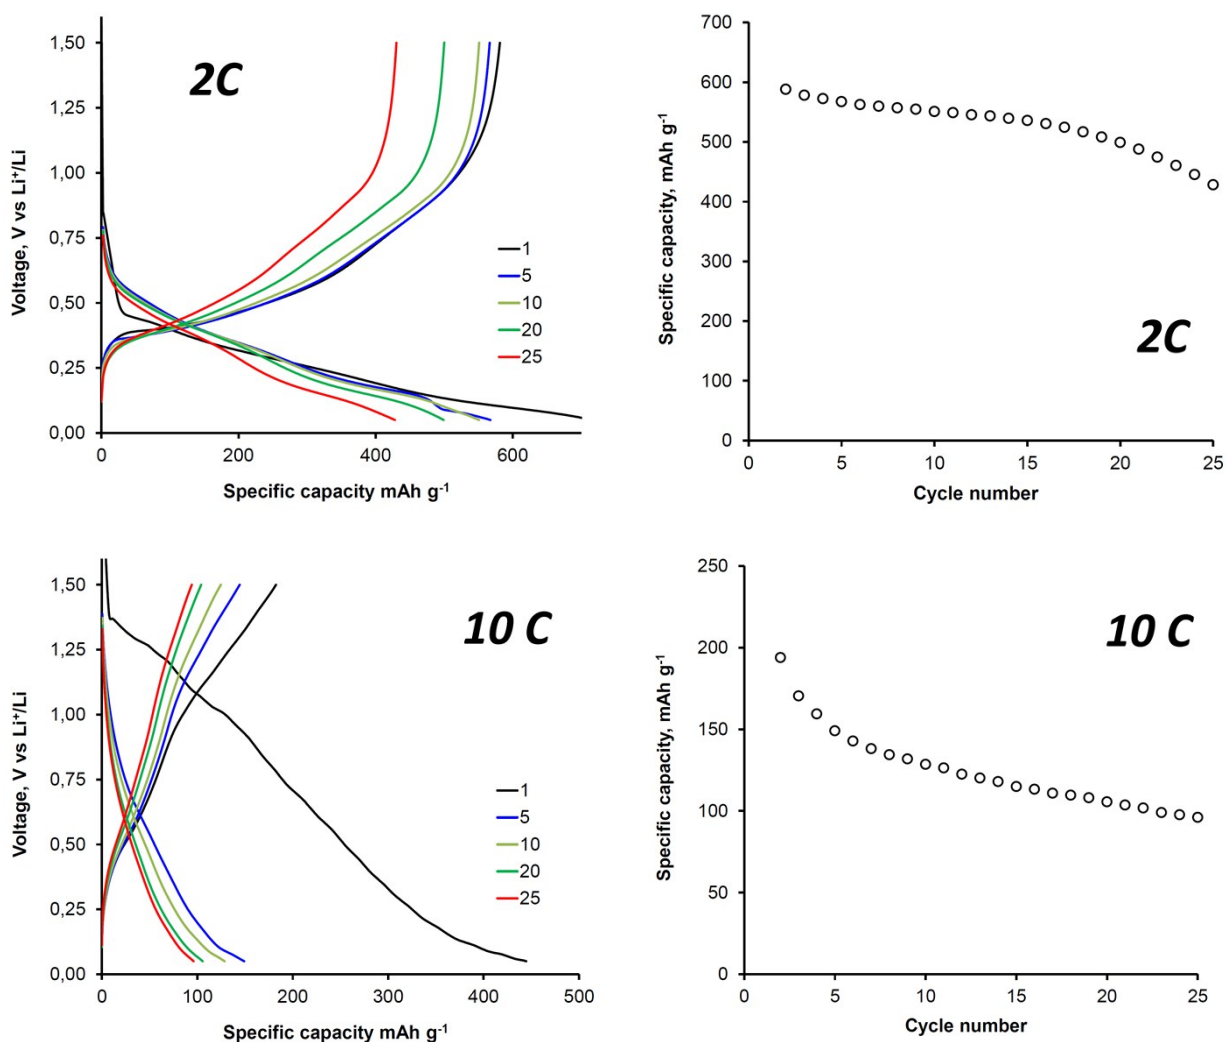 2C
1,50
1,25
1,00
0,75
0,50
0,25
0,00
Voltage, V vs Li⁺/Li
1
5
10
20
25
0 200 400 600
Specific capacity mAh g⁻¹
2C
700
600
500
400
300
200
100
0
Specific capacity, mAh g⁻¹
0 5 10 15 20 25
Cycle number
10 C
1,50
1,25
1,00
0,75
0,50
0,25
0,00
Voltage, V vs Li⁺/Li
1
5
10
20
25
0 100 200 300 400 500
Specific capacity mAh g⁻¹
10 C
250
200
150
100
50
0
Specific capacity, mAh g⁻¹
0 5 10 15 20 25
Cycle number